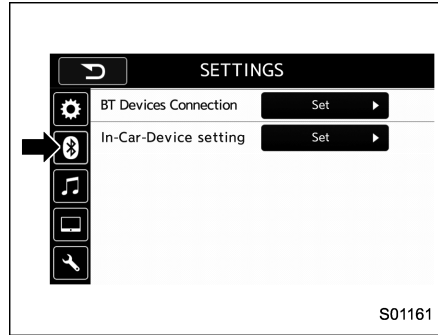 SETTINGS
BT Devices Connection Set
In-Car-Device setting Set
S01161